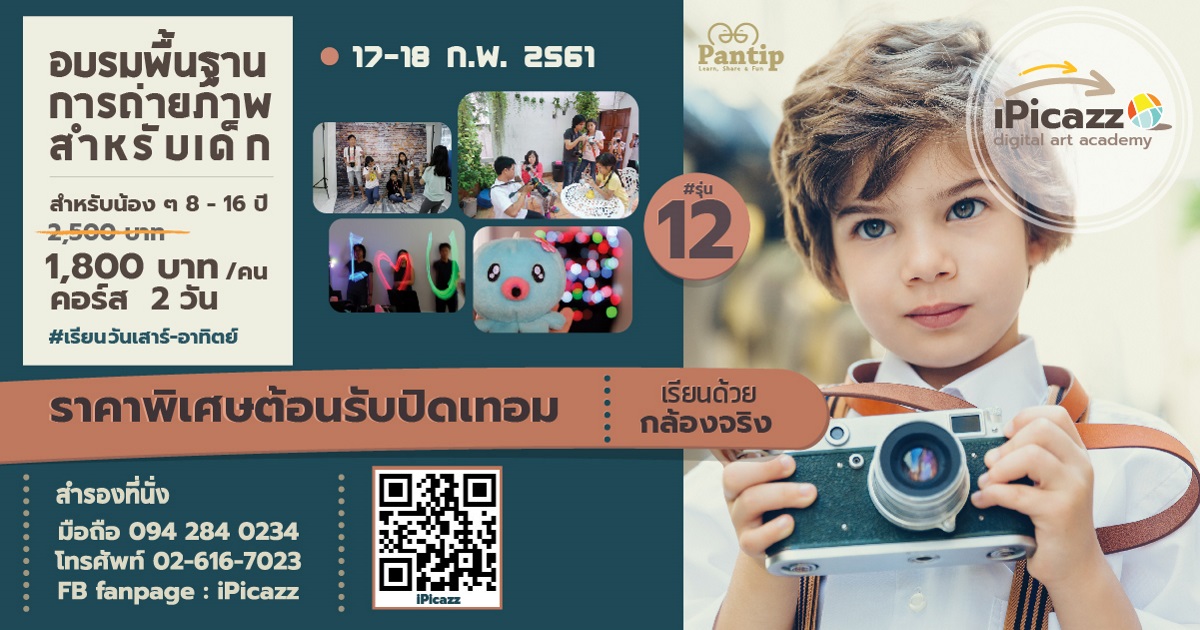 อบรมพื้นฐาน
การถ่ายภาพ
สำหรับเด็ก
สำหรับน้อง ๆ 8 - 16 ปี
2,500 บาท
1,800 บาท /คน
คอร์ส 2 วัน
#เรียนวันเสาร์-อาทิตย์
17-18 ก.พ. 2561
Pantip
Learn, Share & Fun
iPicazz
digital art academy
#รุ่น
12
ราคาพิเศษต้อนรับปิดเทอม
เรียนด้วย
กล้องจริง
สำรองที่นั่ง
มือถือ 094 284 0234
โทรศัพท์ 02-616-7023
FB fanpage : iPicazz
iPicazz